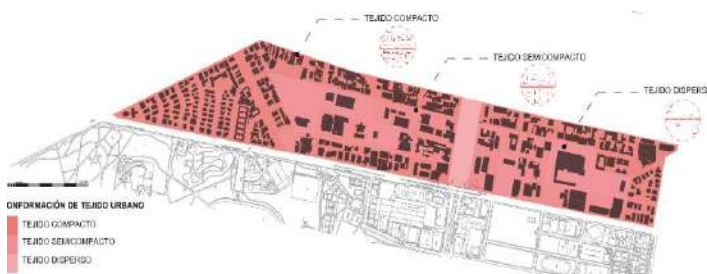 TEJIDO COMPACTO
TEJIDO SEMICOMPACTO
TEJIDO DISPERS
ONFORMACIÓN DE TEJIDO URBANO
TEJIDO COMPACTO
TEJIDO SEMICOMPACTO
TEJIDO DISPERSO